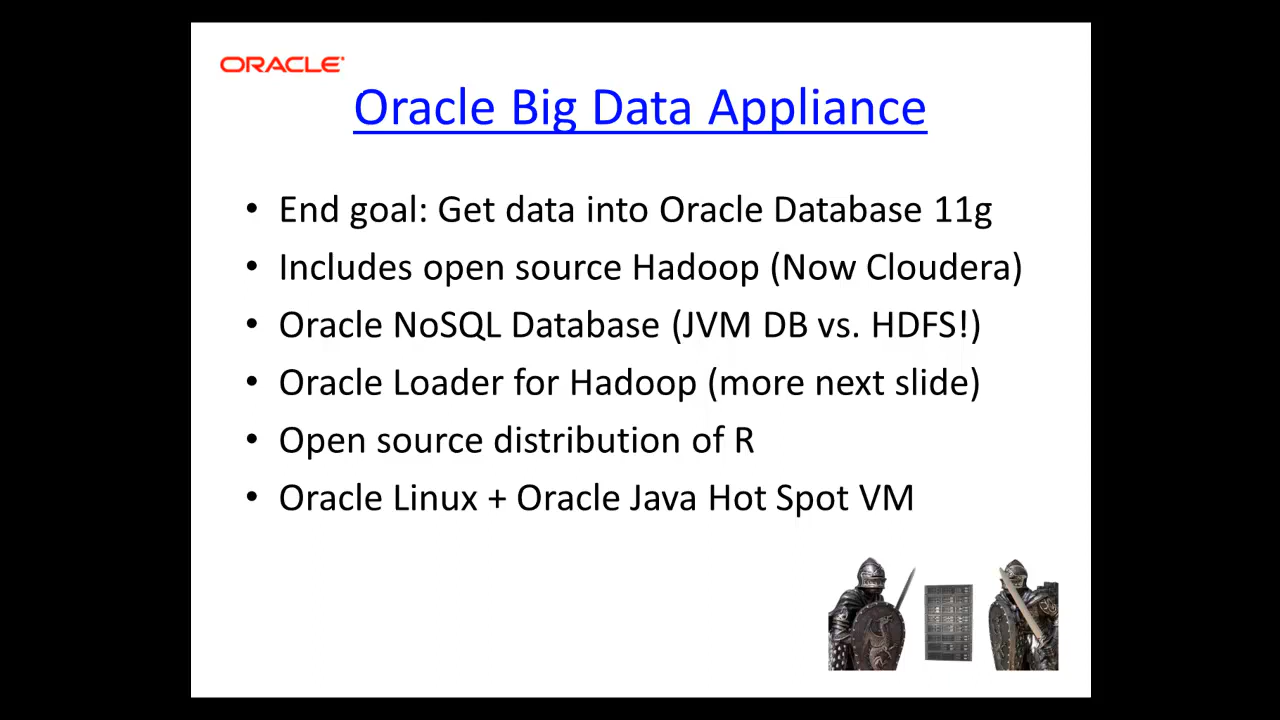 ORACLE
Oracle Big Data Appliance
• End goal: Get data into Oracle Database 11g
• Includes open source Hadoop (Now Cloudera)
• Oracle NoSQL Database (JVM DB vs. HDFS!)
• Oracle Loader for Hadoop (more next slide)
• Open source distribution of R
• Oracle Linux + Oracle Java Hot Spot VM